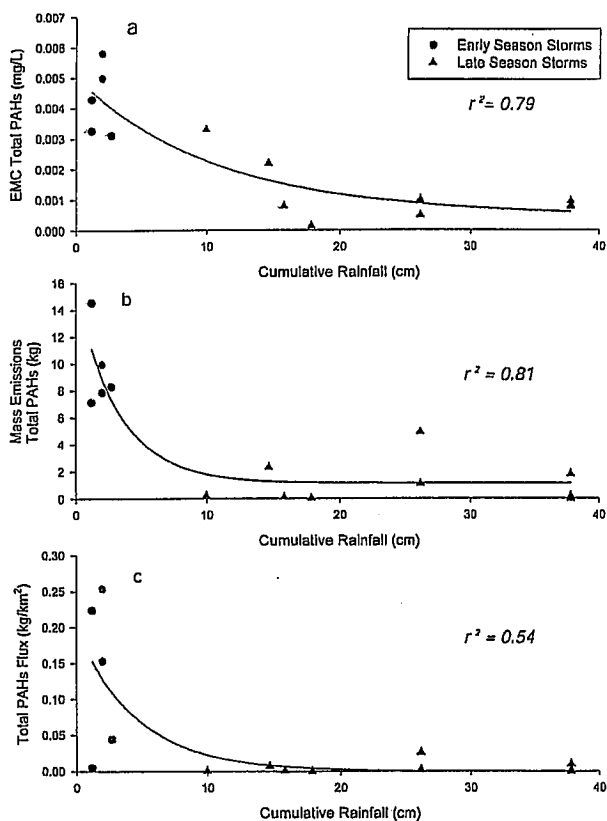 a
EMC Total PAHs (mg/L)
0.007
0.006
0.005
0.004
0.003
0.002
0.001
0.000
Early Season Storms
Late Season Storms
r² = 0.79
0 10 20 30 40
Cumulative Rainfall (cm)
b
Mass Emissions
Total PAHs (kg)
16
14
12
10
8
6
4
2
0
r² = 0.81
0 10 20 30 40
Cumulative Rainfall (cm)
c
Total PAHs Flux (kg/km²)
0.30
0.25
0.20
0.15
0.10
0.05
0.00
r² = 0.54
0 10 20 30 40
Cumulative Rainfall (cm)